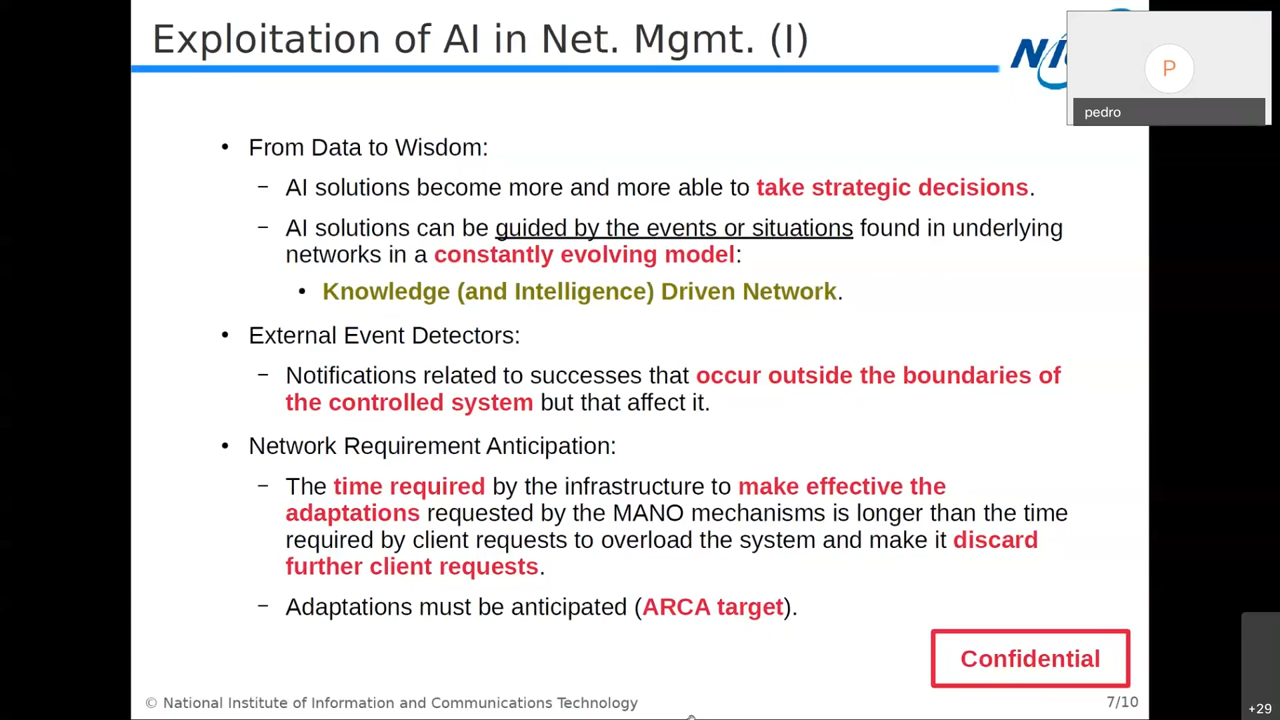 Exploitation of AI in Net. Mgmt. (I)
P
pedro
• From Data to Wisdom:
– AI solutions become more and more able to take strategic decisions.
– AI solutions can be guided by the events or situations found in underlying
networks in a constantly evolving model:
• Knowledge (and Intelligence) Driven Network.
• External Event Detectors:
– Notifications related to successes that occur outside the boundaries of
the controlled system but that affect it.
• Network Requirement Anticipation:
– The time required by the infrastructure to make effective the
adaptations requested by the MANO mechanisms is longer than the time
required by client requests to overload the system and make it discard
further client requests.
– Adaptations must be anticipated (ARCA target).
Confidential
© National Institute of Information and Communications Technology
7/10
+29